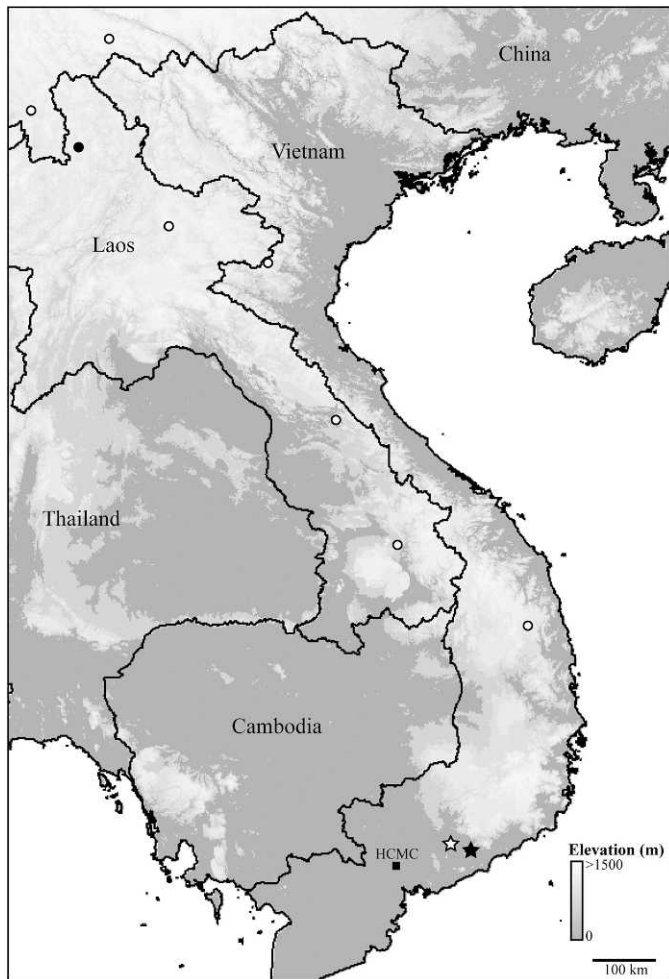 China
Vietnam
Laos
Thailand
Cambodia
HCMC
Elevation (m)
>1500
0
100 km